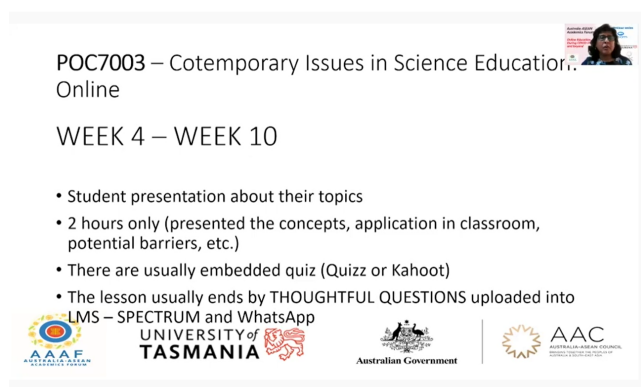 POC7003 – Cotemporary Issues in Science Education:
Online
WEEK 4 – WEEK 10
• Student presentation about their topics
• 2 hours only (presented the concepts, application in classroom,
potential barriers, etc.)
• There are usually embedded quiz (Quizz or Kahoot)
• The lesson usually ends by THOUGHTFUL QUESTIONS uploaded into
LMS – SPECTRUM and WhatsApp
AAAF
AUSTRALIA-ASEAN
ACADEMICS FORUM
UNIVERSITY of
TASMANIA
Australian Government
AAC
AUSTRALIA-ASEAN COUNCIL